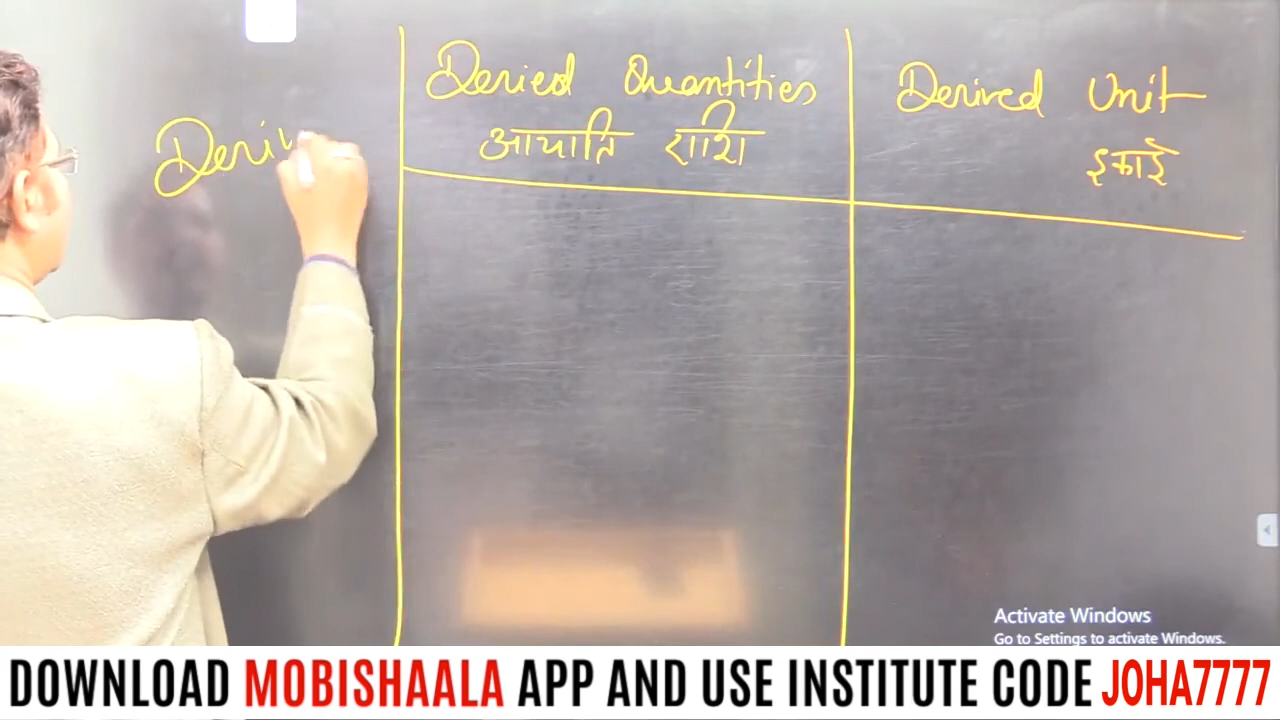 Deriv
Deried Quantities
आयाति राशि
Derived Unit
इकाई
Activate Windows
Go to Settings to activate Windows.
DOWNLOAD MOBISHAALA APP AND USE INSTITUTE CODE JOHA7777